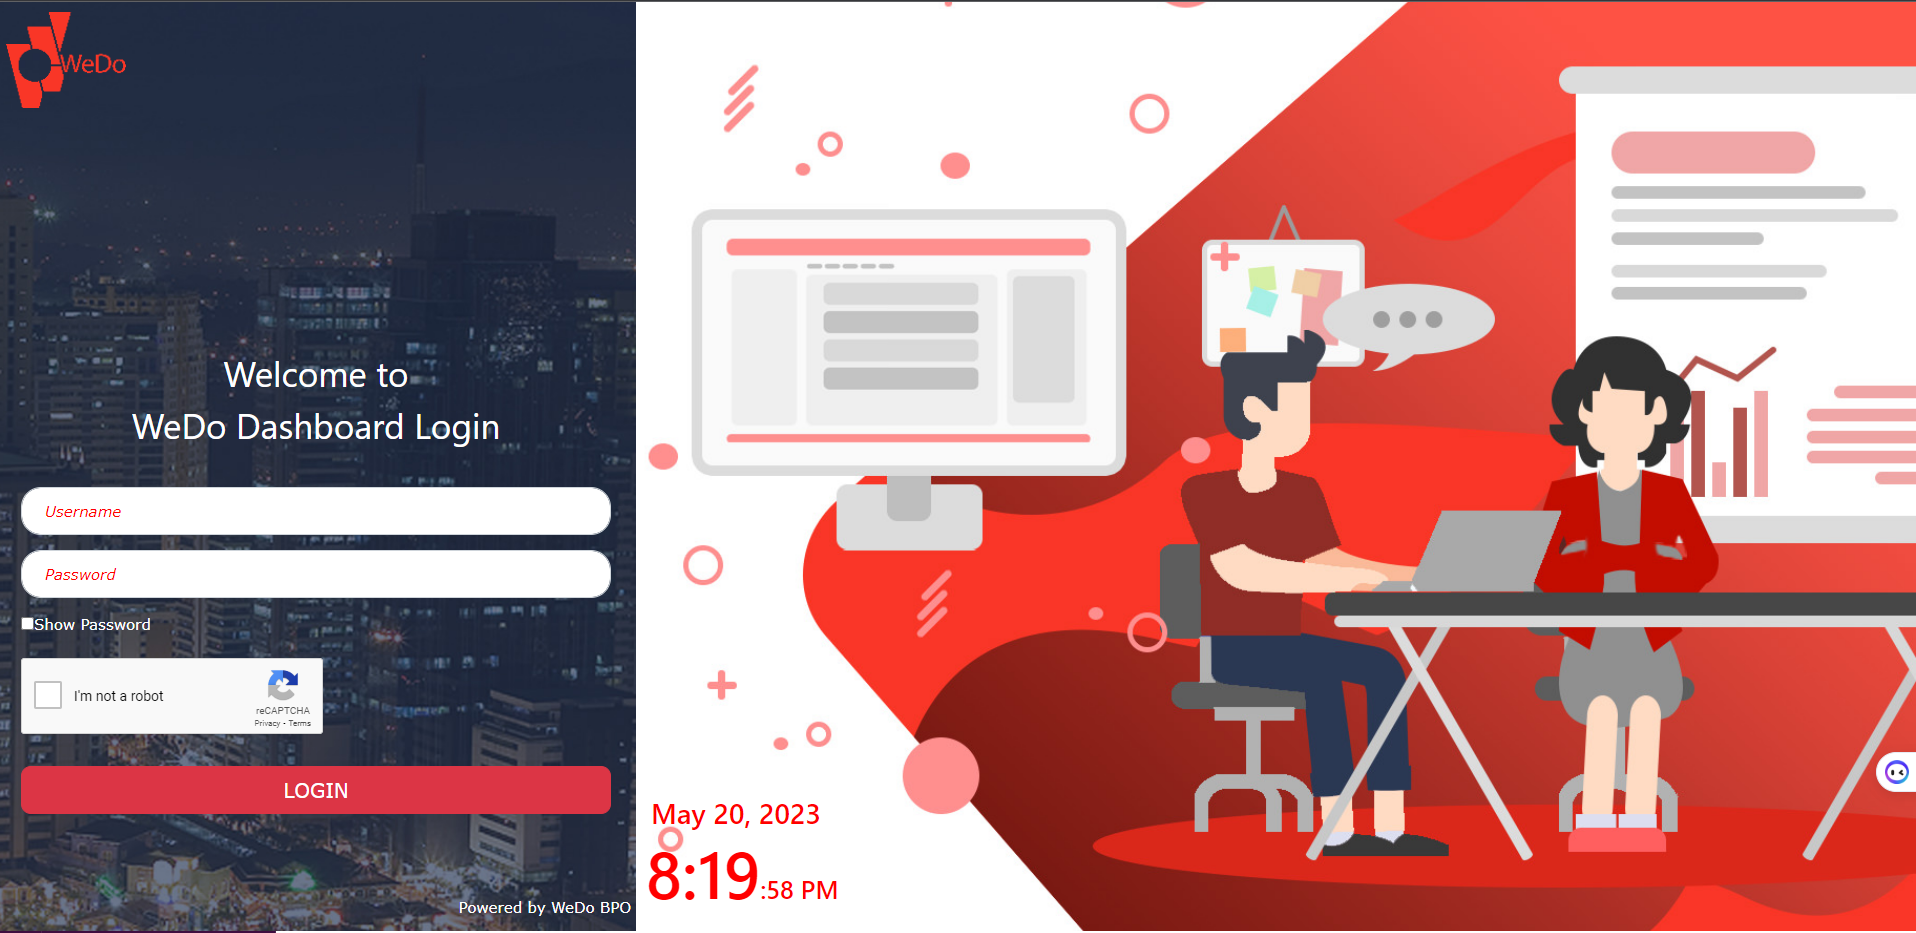 WeDo
Welcome to
WeDo Dashboard Login
Username
Password
Show Password
I'm not a robot
reCAPTCHA
Privacy - Terms
LOGIN
Powered by WeDo BPO
May 20, 2023
8:19:58 PM